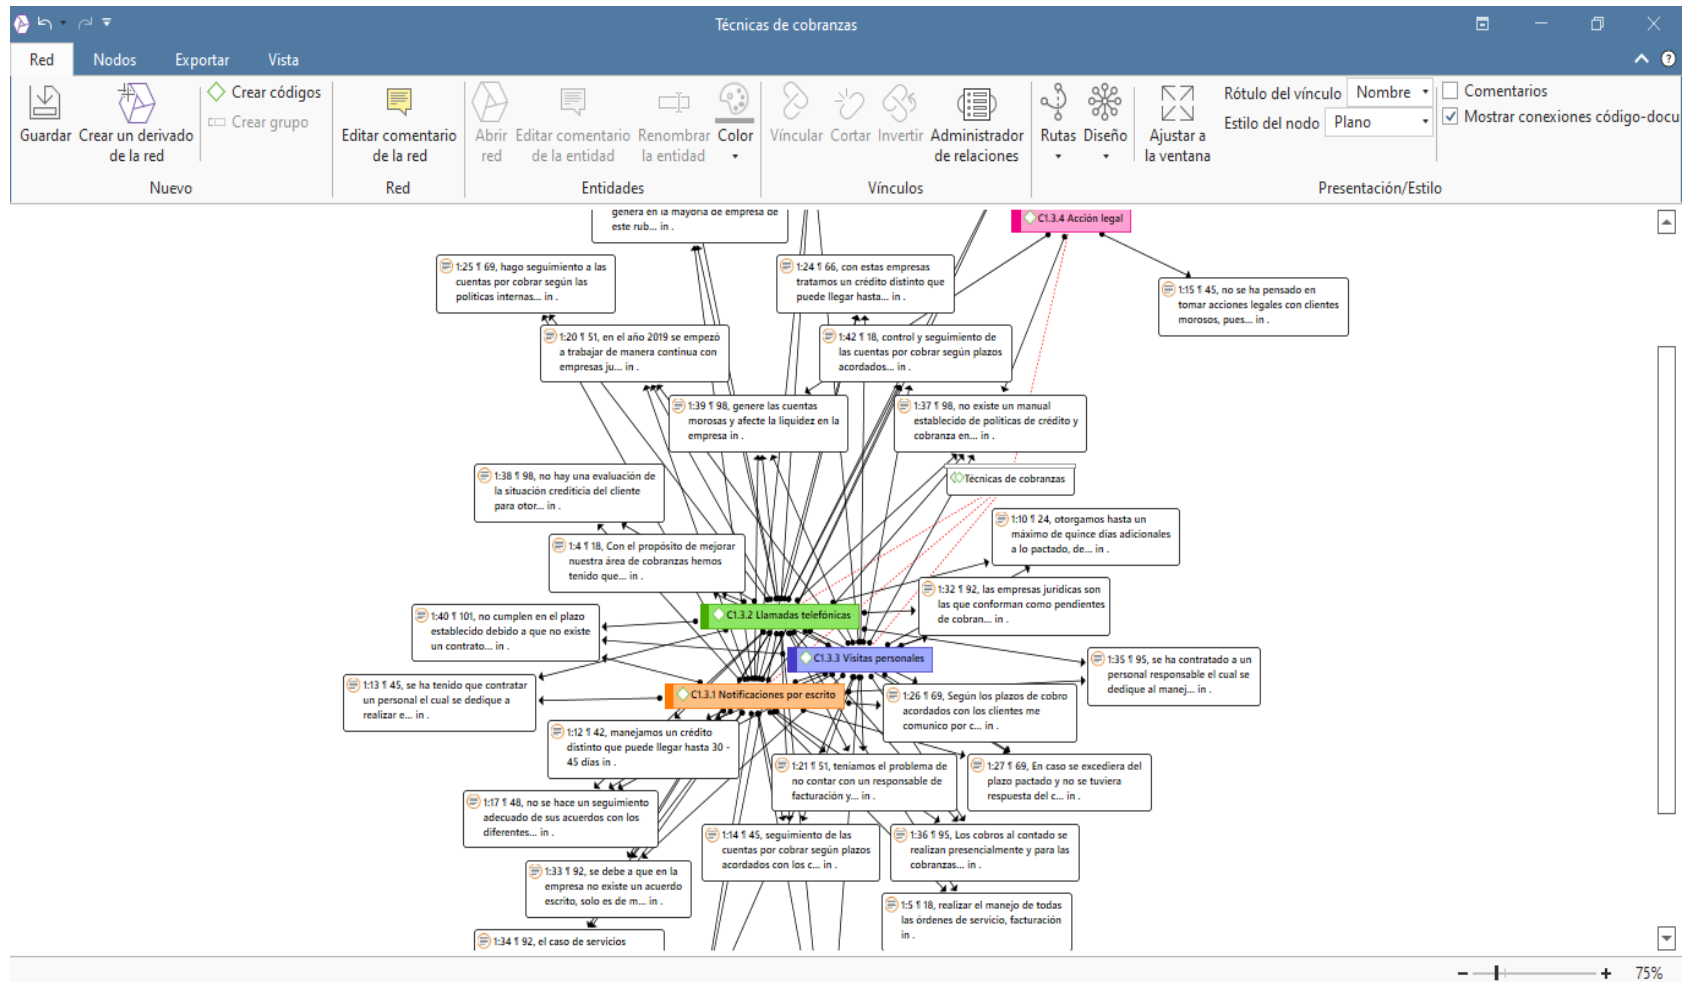 Técnicas de cobranzas
Red Nodos Exportar Vista
Guardar
Crear un derivado
de la red
Crear códigos
Crear grupo
Nuevo
Editar comentario
de la red
Red
Abrir
red
Editar comentario
de la entidad
Renombrar
la entidad
Color
Entidades
Víncular
Cortar
Invertir
Administrador
de relaciones
Vínculos
Rutas
Diseño
Ajustar a
la ventana
Rótulo del vínculo Nombre
Estilo del nodo Plano
Comentarios
Mostrar conexiones código-docu
Presentación/Estilo
genera en la mayoría de empresa de
este rub... in .
C1.3.4 Acción legal
1:25 ¶ 69, hago seguimiento a las
cuentas por cobrar según las
políticas internas... in .
1:24 ¶ 66, con estas empresas
tratamos un crédito distinto que
puede llegar hasta... in .
1:15 ¶ 45, no se ha pensado en
tomar acciones legales con clientes
morosos, pues... in .
1:20 ¶ 51, en el año 2019 se empezó
a trabajar de manera continua con
empresas ju... in .
1:42 ¶ 18, control y seguimiento de
las cuentas por cobrar según plazos
acordados... in .
1:39 ¶ 98, genere las cuentas
morosas y afecte la liquidez en la
empresa in .
1:37 ¶ 98, no existe un manual
establecido de políticas de crédito y
cobranza en... in .
1:38 ¶ 98, no hay una evaluación de
la situación crediticia del cliente
para otor... in .
Técnicas de cobranzas
1:10 ¶ 24, otorgamos hasta un
máximo de quince dias adicionales
a lo pactado, de... in .
1:4 ¶ 18, Con el propósito de mejorar
nuestra área de cobranzas hemos
tenido que... in .
1:32 ¶ 92, las empresas jurídicas son
las que conforman como pendientes
de cobran... in .
1:40 ¶ 101, no cumplen en el plazo
establecido debido a que no existe
un contrato... in .
C1.3.2 Llamadas telefónicas
C1.3.3 Visitas personales
1:35 ¶ 95, se ha contratado a un
personal responsable el cual se
dedique al manej... in .
1:13 ¶ 45, se ha tenido que contratar
un personal el cual se dedique a
realizar e... in .
C1.3.1 Notificaciones por escrito
1:26 ¶ 69, Según los plazos de cobro
acordados con los clientes me
comunico por c... in .
1:12 ¶ 42, manejamos un crédito
distinto que puede llegar hasta 30 -
45 días in .
1:21 ¶ 51, teníamos el problema de
no contar con un responsable de
facturación y... in .
1:27 ¶ 69, En caso se excediera del
plazo pactado y no se tuviera
respuesta del c... in .
1:17 ¶ 48, no se hace un seguimiento
adecuado de sus acuerdos con los
diferentes... in .
1:14 ¶ 45, seguimiento de las
cuentas por cobrar según plazos
acordados con los c... in .
1:36 ¶ 95, Los cobros al contado se
realizan presencialmente y para las
cobranzas... in .
1:33 ¶ 92, se debe a que en la
empresa no existe un acuerdo
escrito, solo es de m... in .
1:5 ¶ 18, realizar el manejo de todas
las órdenes de servicio, facturación
in .
1:34 ¶ 92, el caso de servicios
75%